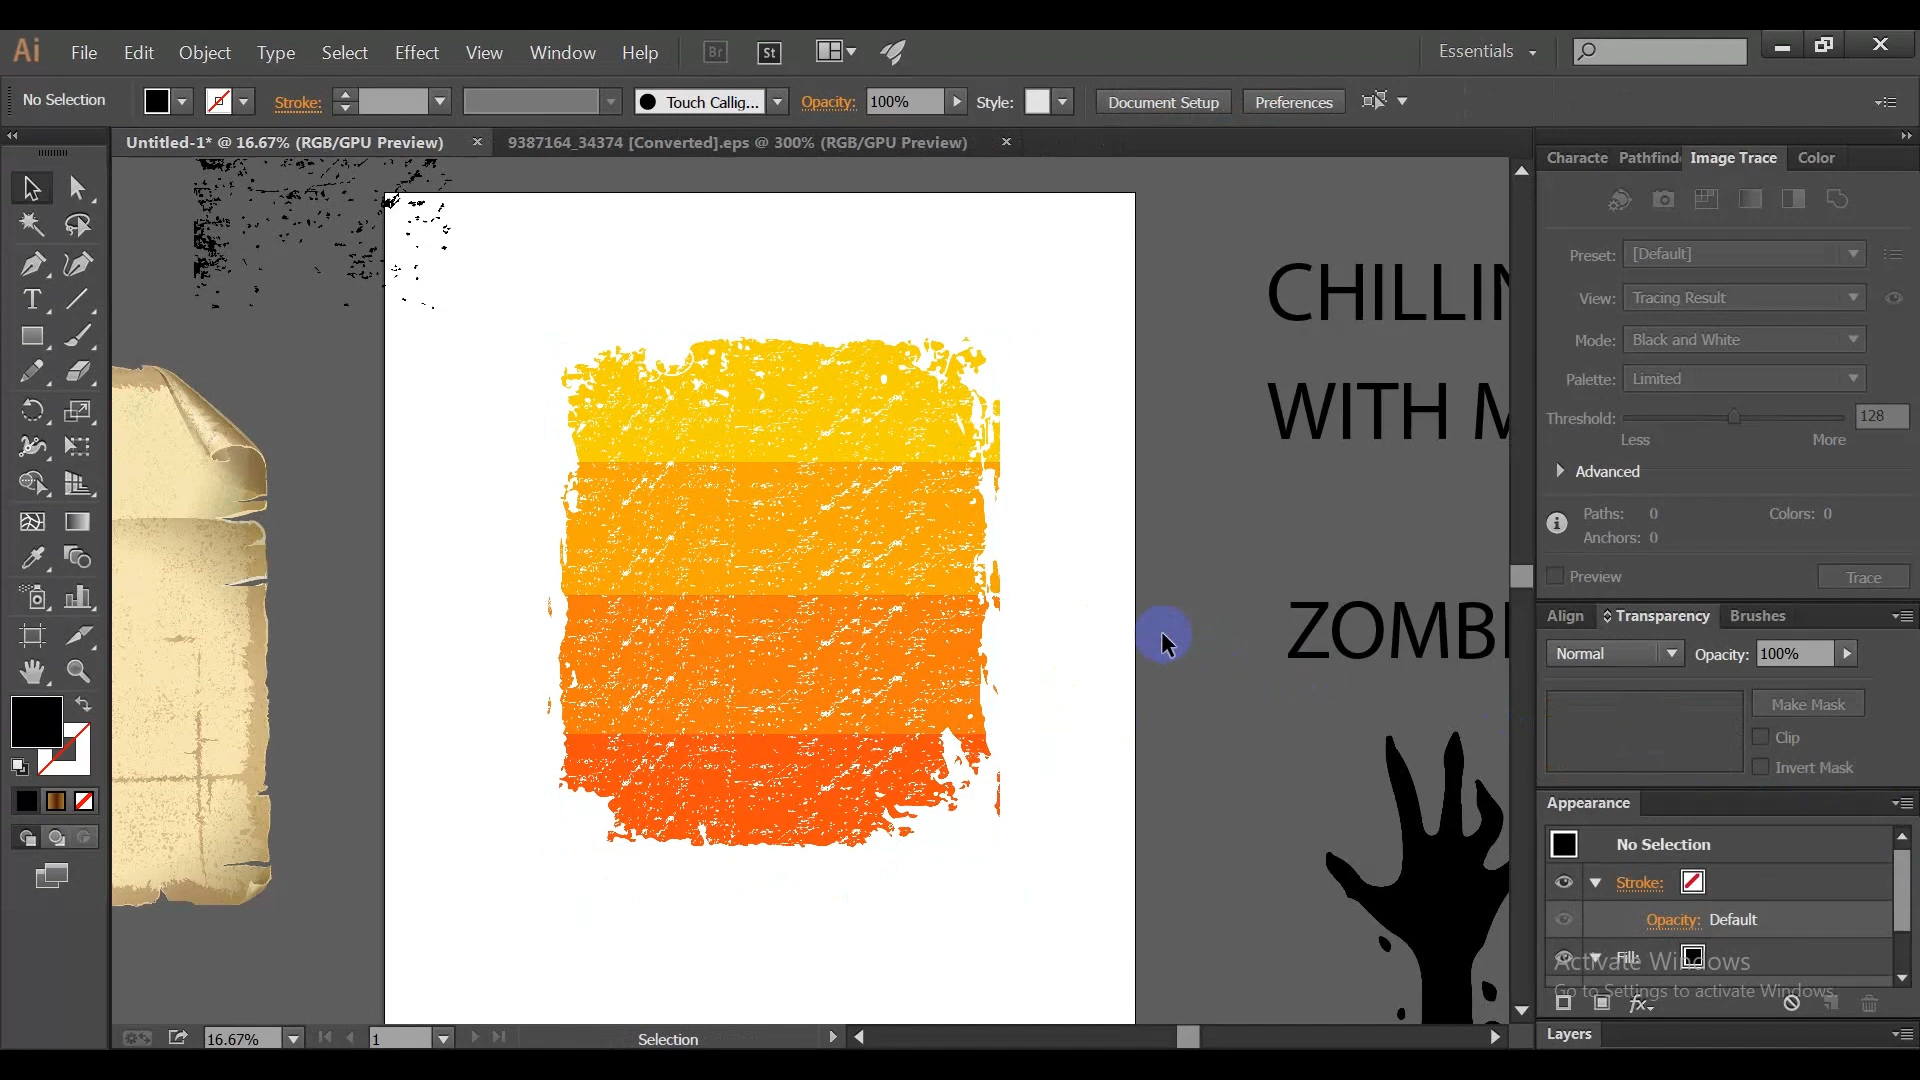 Ai File Edit Object Type Select Effect View Window Help Br St Essentials
No Selection Stroke: Touch Callig... Opacity: 100% Style: Document Setup Preferences
Untitled-1* @ 16.67% (RGB/GPU Preview) × 9387164_34374 [Converted].eps @ 300% (RGB/GPU Preview) ×
Characte Pathfind Image Trace Color
Preset: [Default]
View: Tracing Result
Mode: Black and White
Palette: Limited
Threshold: 128
Less More
Advanced
Paths: 0 Colors: 0
Anchors: 0
Preview Trace
CHILLIN
WITH M
ZOMBI
Align Transparency Brushes
Normal Opacity: 100%
Make Mask
Clip
Invert Mask
Appearance
No Selection
Stroke:
Opacity: Default
Fill:
Activate Windows
Go to Settings to activate Windows.
fx
Layers
16.67% 1 Selection